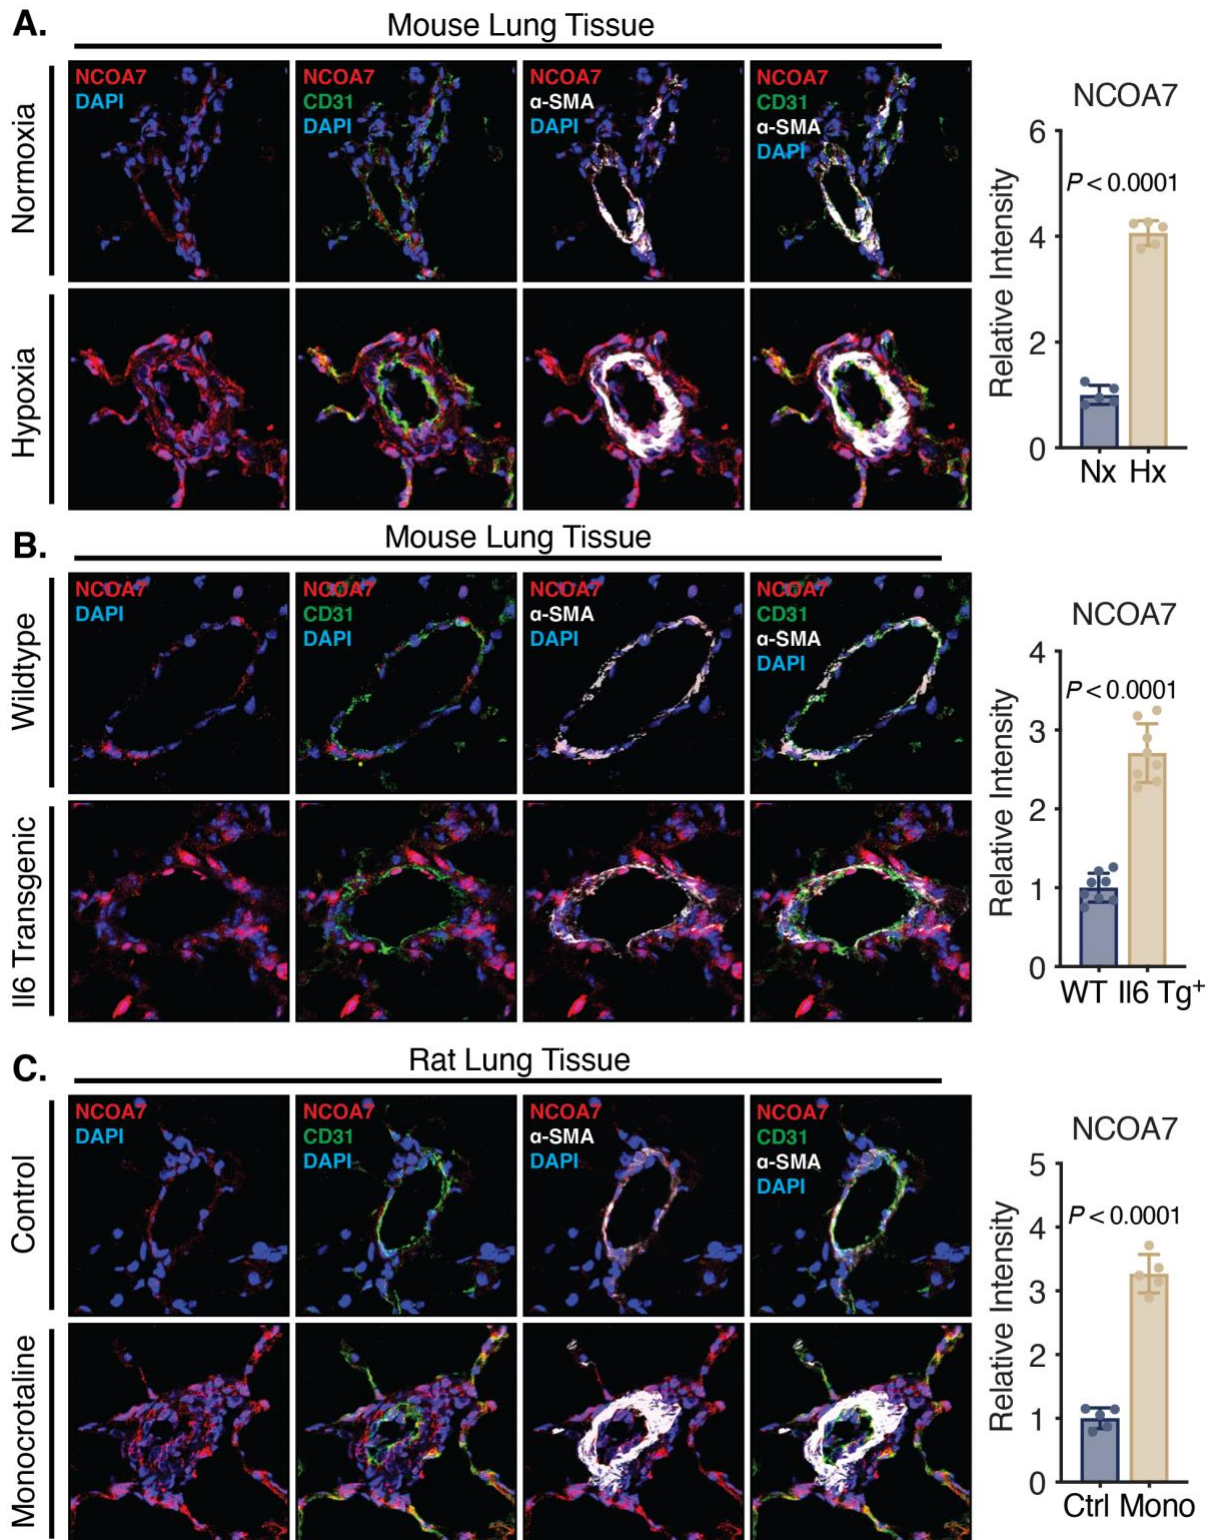 A.
Mouse Lung Tissue
Normoxia
NCOA7
DAPI
NCOA7
CD31
DAPI
NCOA7
α-SMA
DAPI
NCOA7
CD31
α-SMA
DAPI
Hypoxia
NCOA7
Relative Intensity
6
4
2
0
P < 0.0001
Nx Hx
B.
Mouse Lung Tissue
Wildtype
NCOA7
DAPI
NCOA7
CD31
DAPI
NCOA7
α-SMA
DAPI
NCOA7
CD31
α-SMA
DAPI
Il6 Transgenic
NCOA7
Relative Intensity
4
3
2
1
0
P < 0.0001
WT Il6 Tg⁺
C.
Rat Lung Tissue
Control
NCOA7
DAPI
NCOA7
CD31
DAPI
NCOA7
α-SMA
DAPI
NCOA7
CD31
α-SMA
DAPI
Monocrotaline
NCOA7
Relative Intensity
5
4
3
2
1
0
P < 0.0001
Ctrl Mono